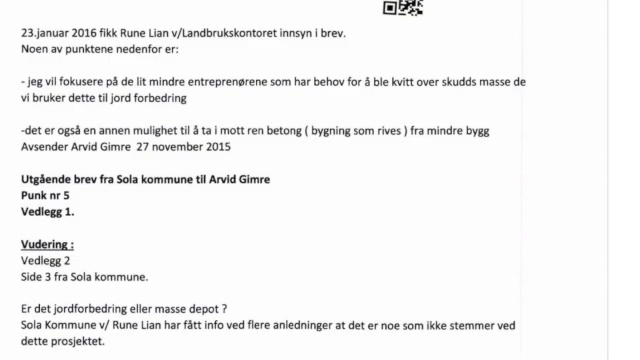 23.januar 2016 fikk Rune Lian v/Landbrukskontoret innsyn i brev.
Noen av punktene nedenfor er:
- jeg vil fokusere på de lit mindre entreprenørene som har behov for å ble kvitt over skudds masse de
vi bruker dette til jord forbedring
-det er også en annen mulighet til å ta i mott ren betong ( bygning som rives ) fra mindre bygg
Avsender Arvid Gimre 27 november 2015
Utgående brev fra Sola kommune til Arvid Gimre
Punk nr 5
Vedlegg 1.
Vudering :
Vedlegg 2
Side 3 fra Sola kommune.
Er det jordforbedring eller masse depot ?
Sola Kommune v/ Rune Lian har fått info ved flere anledninger at det er noe som ikke stemmer ved
dette prosjektet.